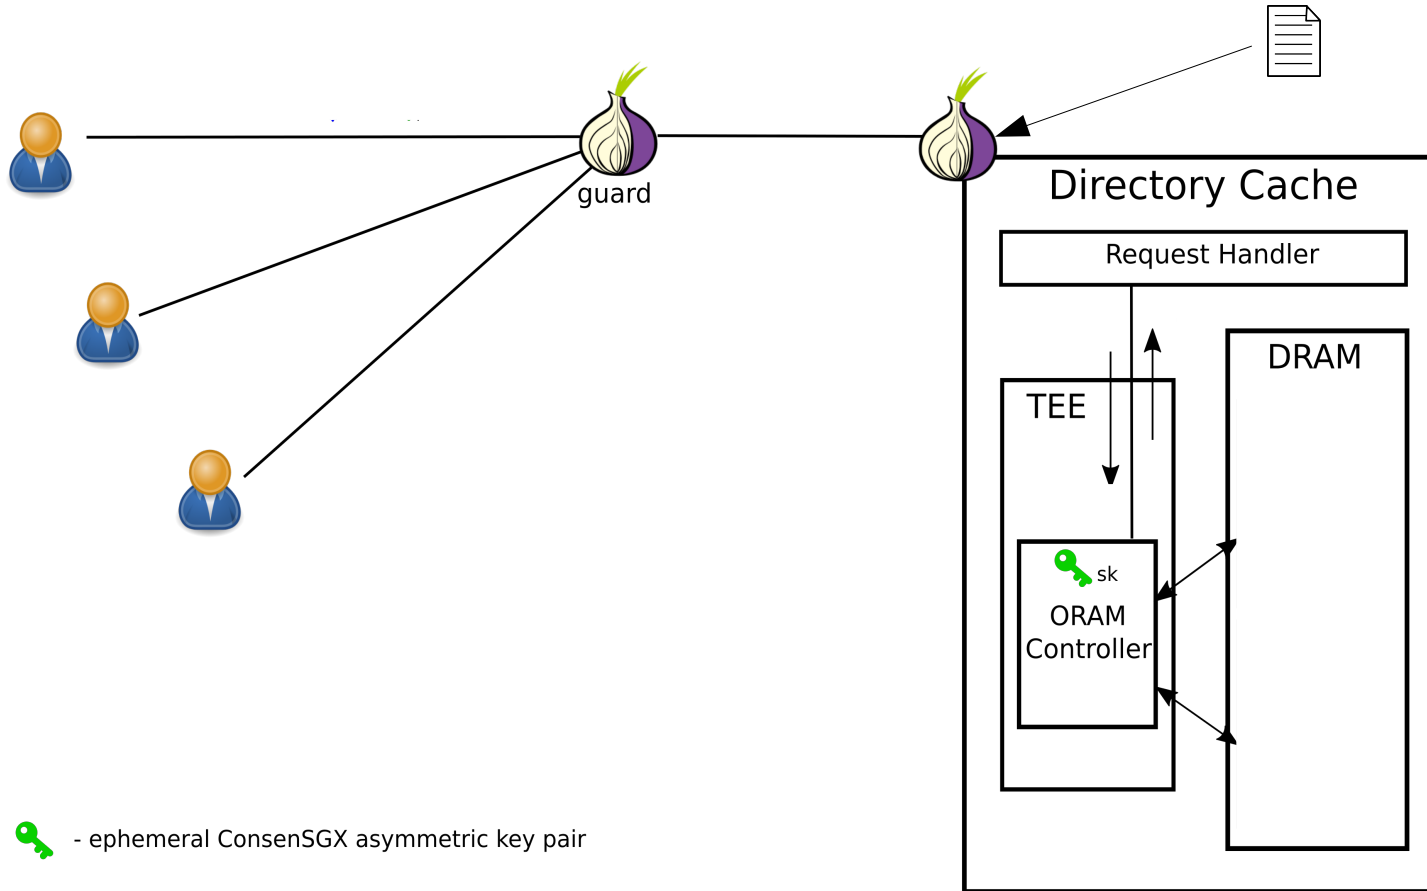 guard
Directory Cache
Request Handler
DRAM
TEE
sk
ORAM
Controller
- ephemeral ConsenSGX asymmetric key pair